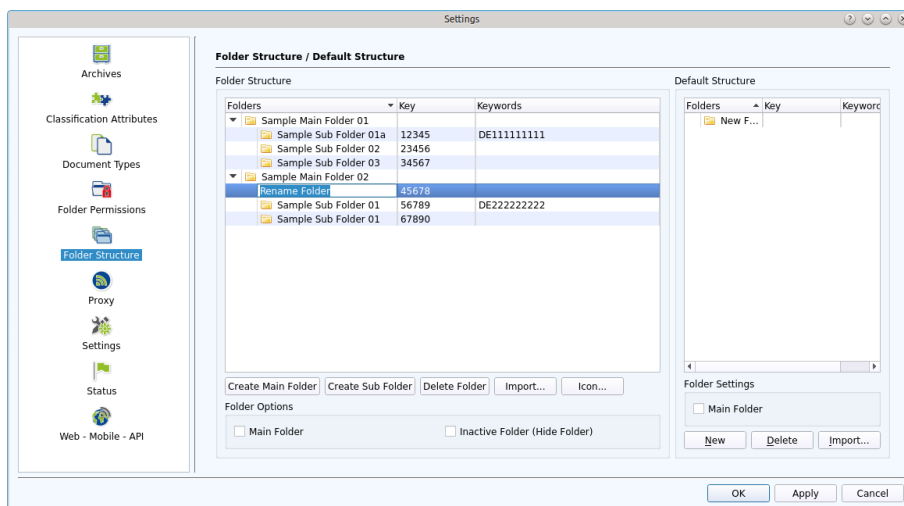 Settings
Archives
Classification Attributes
Document Types
Folder Permissions
Folder Structure
Proxy
Settings
Status
Web - Mobile - API
Folder Structure / Default Structure
Folder Structure
Folders Key Keywords
Sample Main Folder 01
Sample Sub Folder 01a 12345 DE111111111
Sample Sub Folder 02 23456
Sample Sub Folder 03 34567
Sample Main Folder 02
Rename Folder 45678
Sample Sub Folder 01 56789 DE222222222
Sample Sub Folder 01 67890
Create Main Folder Create Sub Folder Delete Folder Import... Icon...
Folder Options
Main Folder Inactive Folder (Hide Folder)
Default Structure
Folders Key Keyword
New F...
Folder Settings
Main Folder
New Delete Import...
OK Apply Cancel